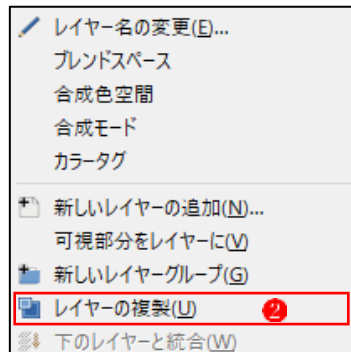 レイヤー名の変更(E)...
ブレンドスペース
合成色空間
合成モード
カラータグ
新しいレイヤーの追加(N)...
可視部分をレイヤーに(V)
新しいレイヤーグループ(G)
レイヤーの複製(U) 2
下のレイヤーと統合(W)